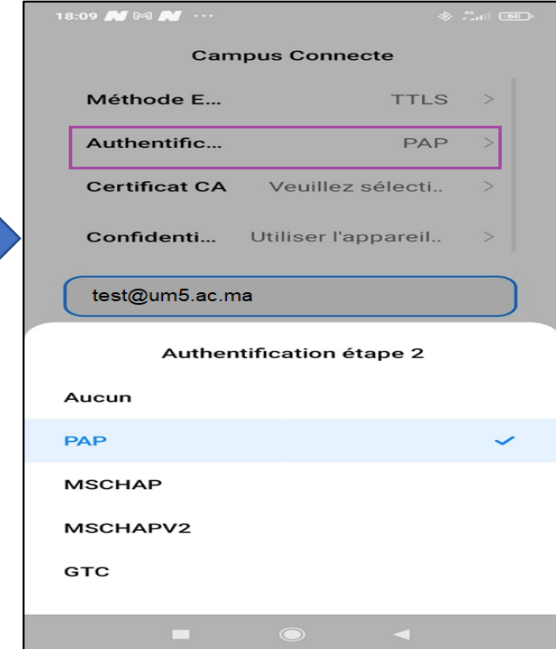 18:09
60
Campus Connecte
Méthode E... TTLS >
Authentific... PAP >
Certificat CA Veuillez sélecti.. >
Confidenti... Utiliser l'appareil.. >
test@um5.ac.ma
Authentification étape 2
Aucun
PAP
MSCHAP
MSCHAPV2
GTC